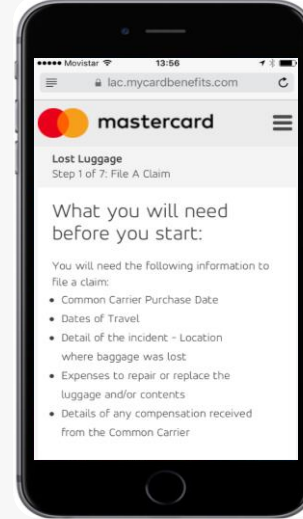 Movistar 13:56
lac.mycardbenefits.com
mastercard
Lost Luggage
Step 1 of 7: File A Claim
What you will need
before you start:
You will need the following information to
file a claim:
• Common Carrier Purchase Date
• Dates of Travel
• Detail of the incident - Location
where baggage was lost
• Expenses to repair or replace the
luggage and/or contents
• Details of any compensation received
from the Common Carrier